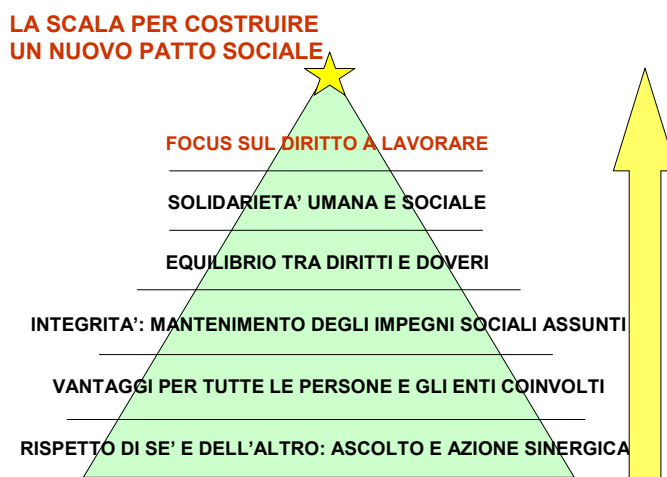 LA SCALA PER COSTRUIRE
UN NUOVO PATTO SOCIALE
FOCUS SUL DIRITTO A LAVORARE
SOLIDARIETA' UMANA E SOCIALE
EQUILIBRIO TRA DIRITTI E DOVERI
INTEGRITA': MANTENIMENTO DEGLI IMPEGNI SOCIALI ASSUNTI
VANTAGGI PER TUTTE LE PERSONE E GLI ENTI COINVOLTI
RISPETTO DI SE' E DELL'ALTRO: ASCOLTO E AZIONE SINERGICA